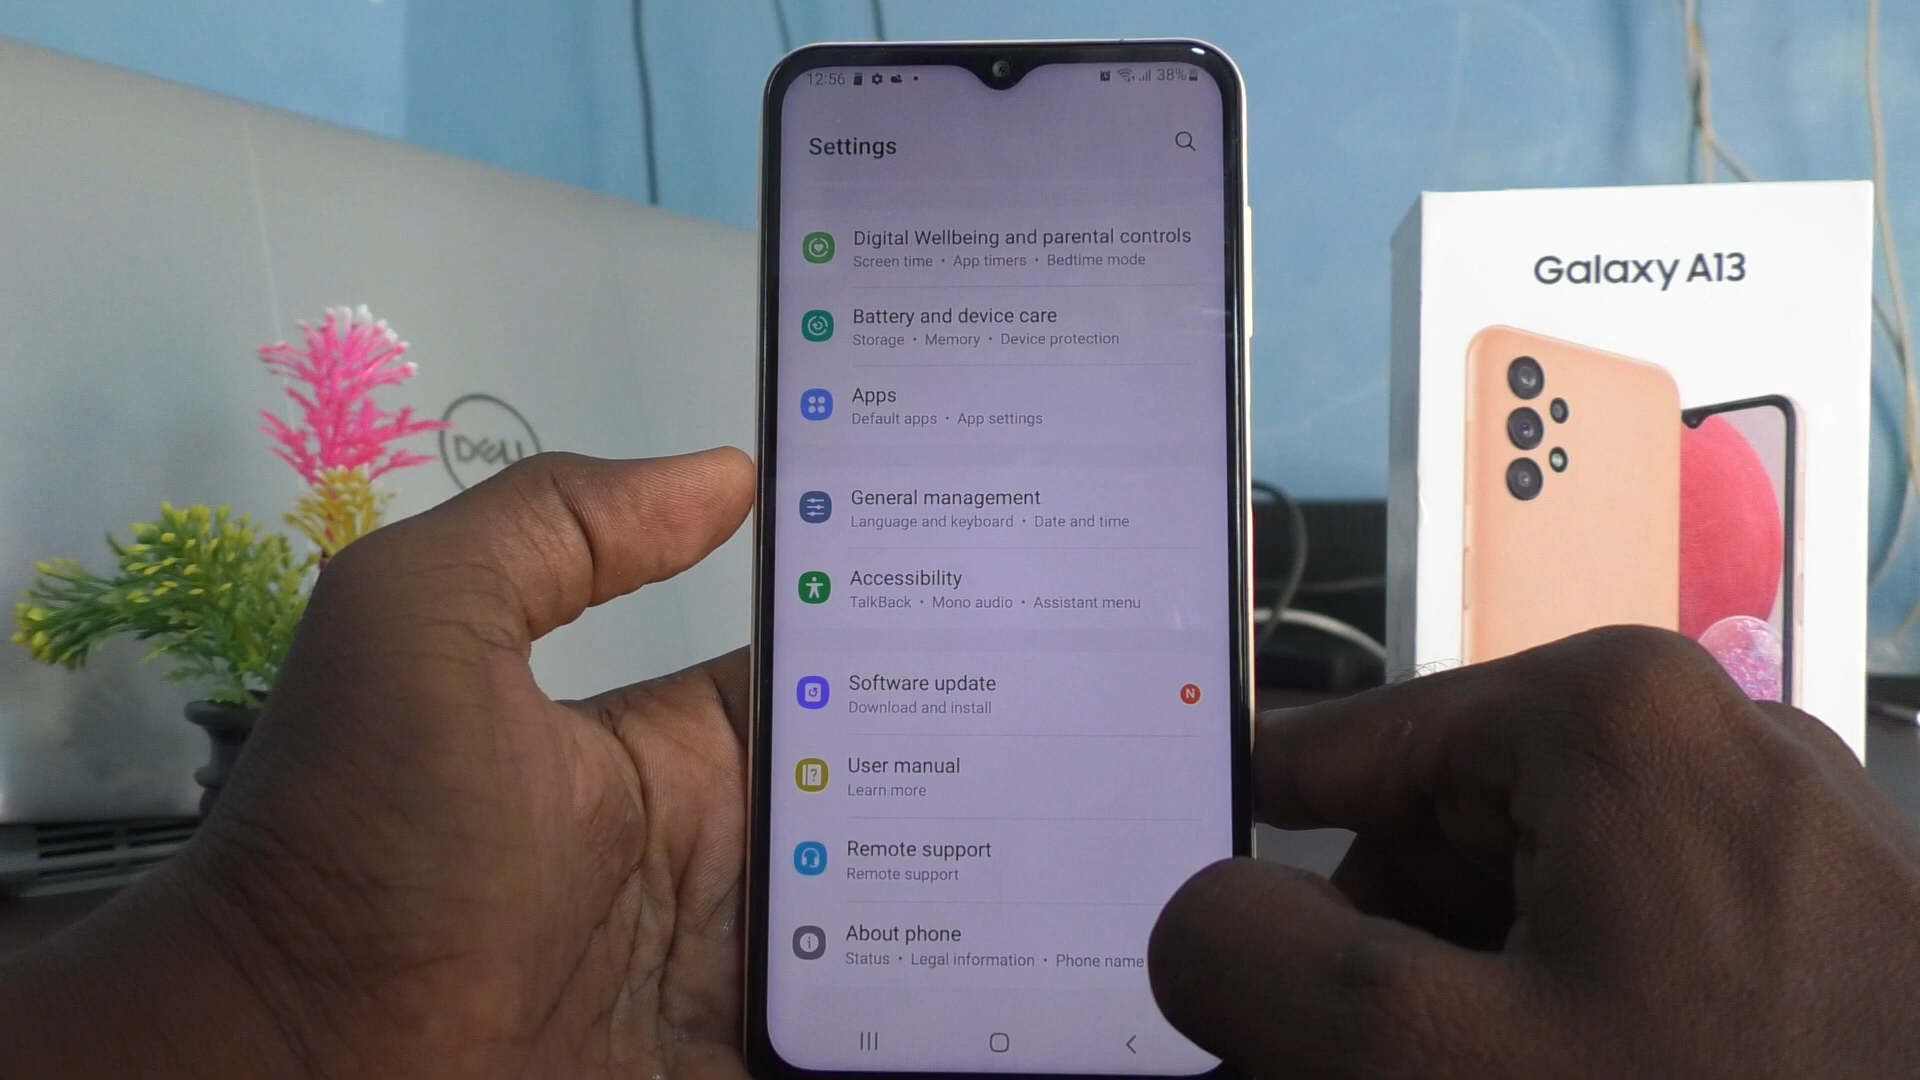 12:56
38%
Settings
Digital Wellbeing and parental controls
Screen time • App timers • Bedtime mode
Battery and device care
Storage • Memory • Device protection
Apps
Default apps • App settings
General management
Language and keyboard • Date and time
Accessibility
TalkBack • Mono audio • Assistant menu
Software update
N
Download and install
User manual
Learn more
Remote support
Remote support
About phone
Status • Legal information • Phone name
DELL
Galaxy A13